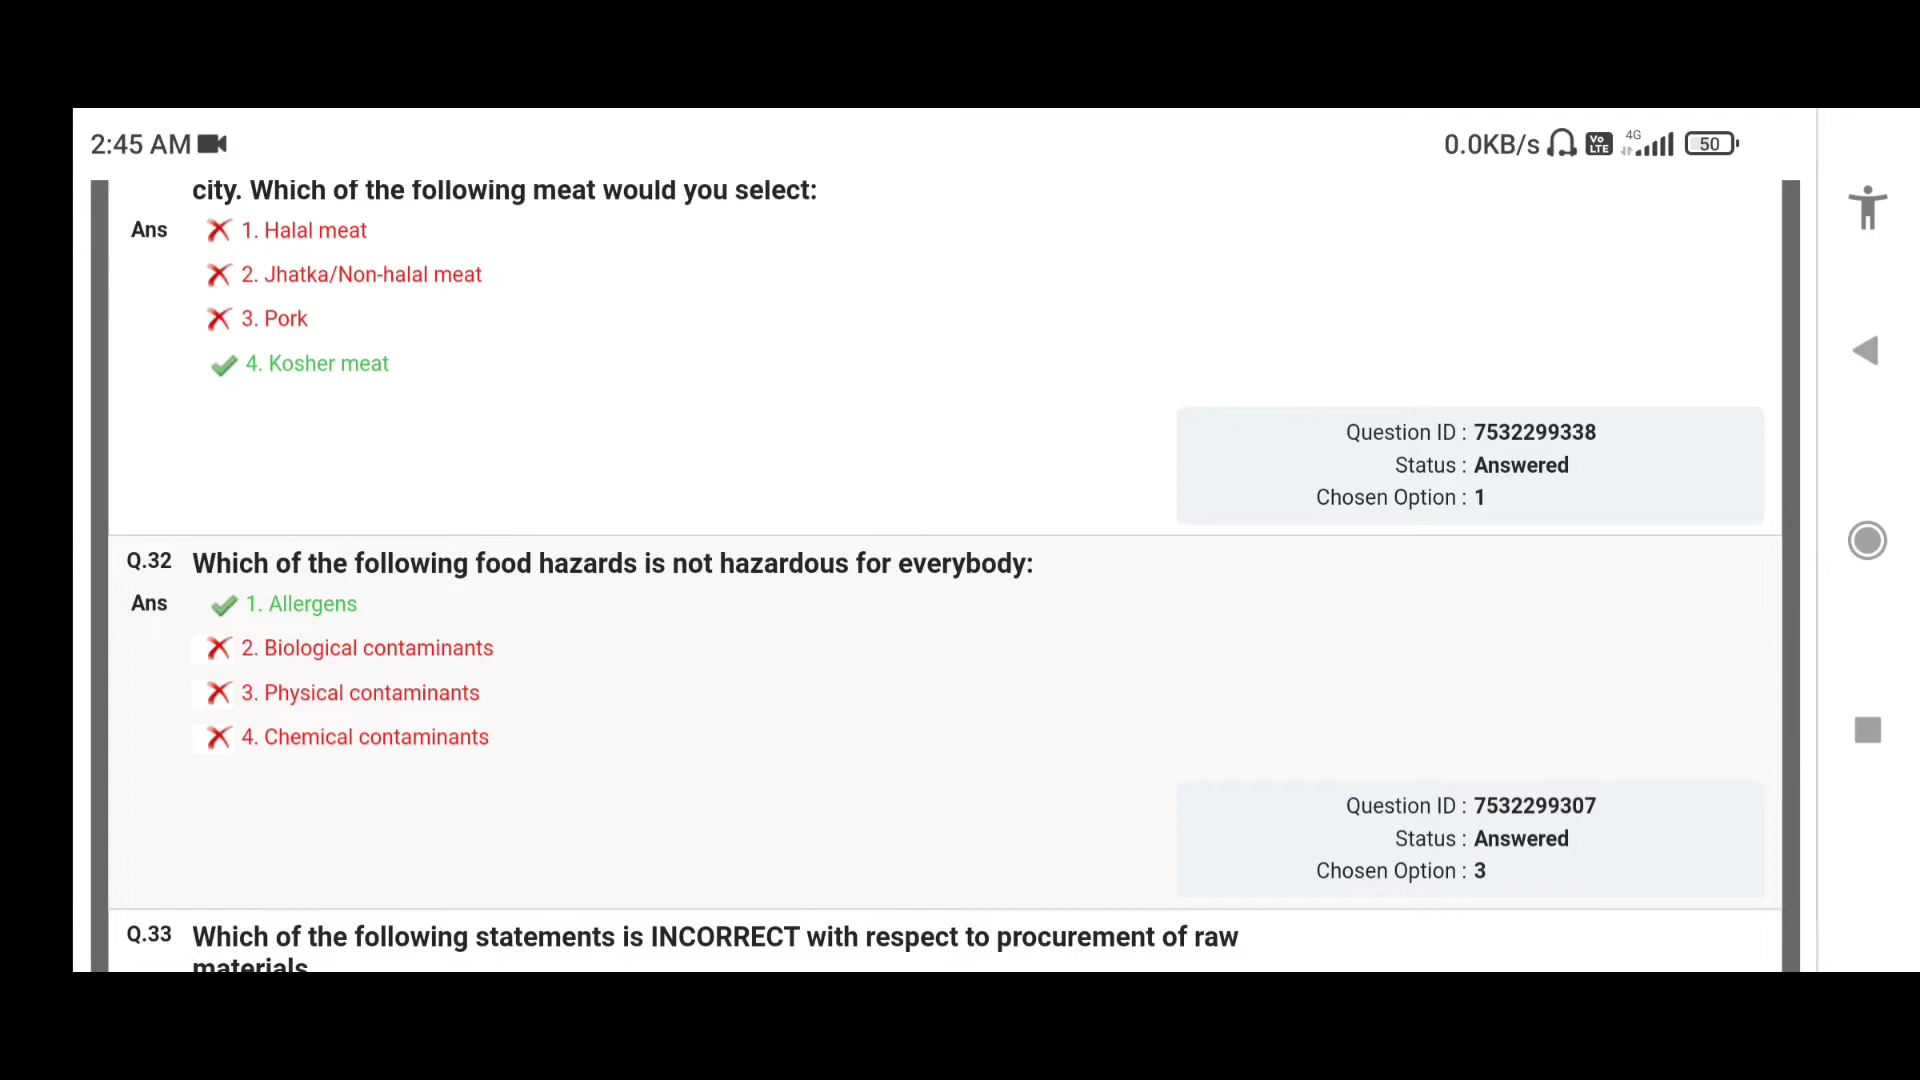 2:45 AM
0.0KB/s Vo LTE 4G 50
city. Which of the following meat would you select:
Ans 1. Halal meat
2. Jhatka/Non-halal meat
3. Pork
4. Kosher meat
Question ID : 7532299338
Status : Answered
Chosen Option : 1
Q.32 Which of the following food hazards is not hazardous for everybody:
Ans 1. Allergens
2. Biological contaminants
3. Physical contaminants
4. Chemical contaminants
Question ID : 7532299307
Status : Answered
Chosen Option : 3
Q.33 Which of the following statements is INCORRECT with respect to procurement of raw
materials